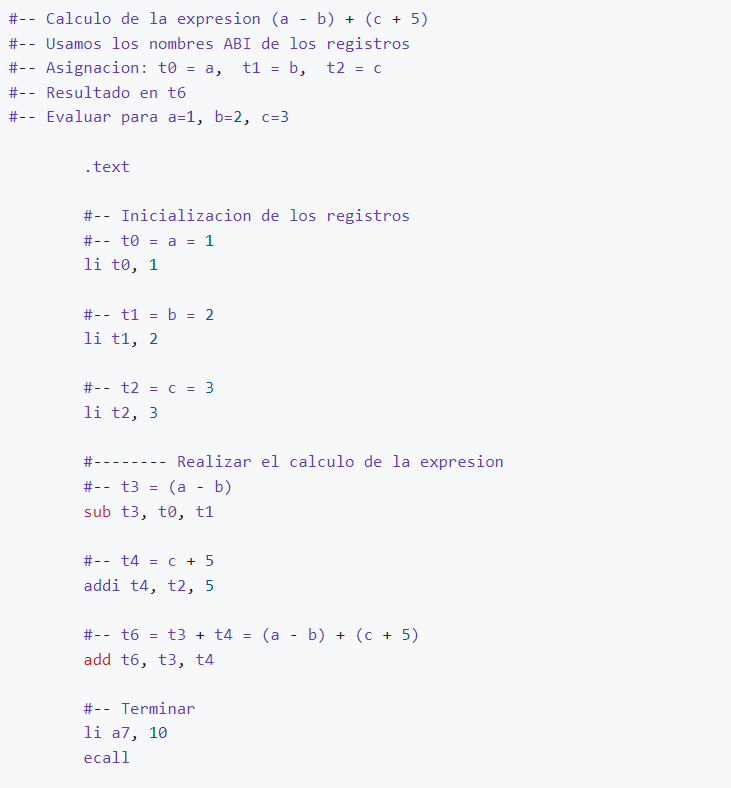 #-- Calculo de la expresion (a - b) + (c + 5)
#-- Usamos los nombres ABI de los registros
#-- Asignacion: t0 = a,  t1 = b,  t2 = c
#-- Resultado en t6
#-- Evaluar para a=1, b=2, c=3
.text
#-- Inicializacion de los registros
#-- t0 = a = 1
li t0, 1
#-- t1 = b = 2
li t1, 2
#-- t2 = c = 3
li t2, 3
#-------- Realizar el calculo de la expresion
#-- t3 = (a - b)
sub t3, t0, t1
#-- t4 = c + 5
addi t4, t2, 5
#-- t6 = t3 + t4 = (a - b) + (c + 5)
add t6, t3, t4
#-- Terminar
li a7, 10
ecall